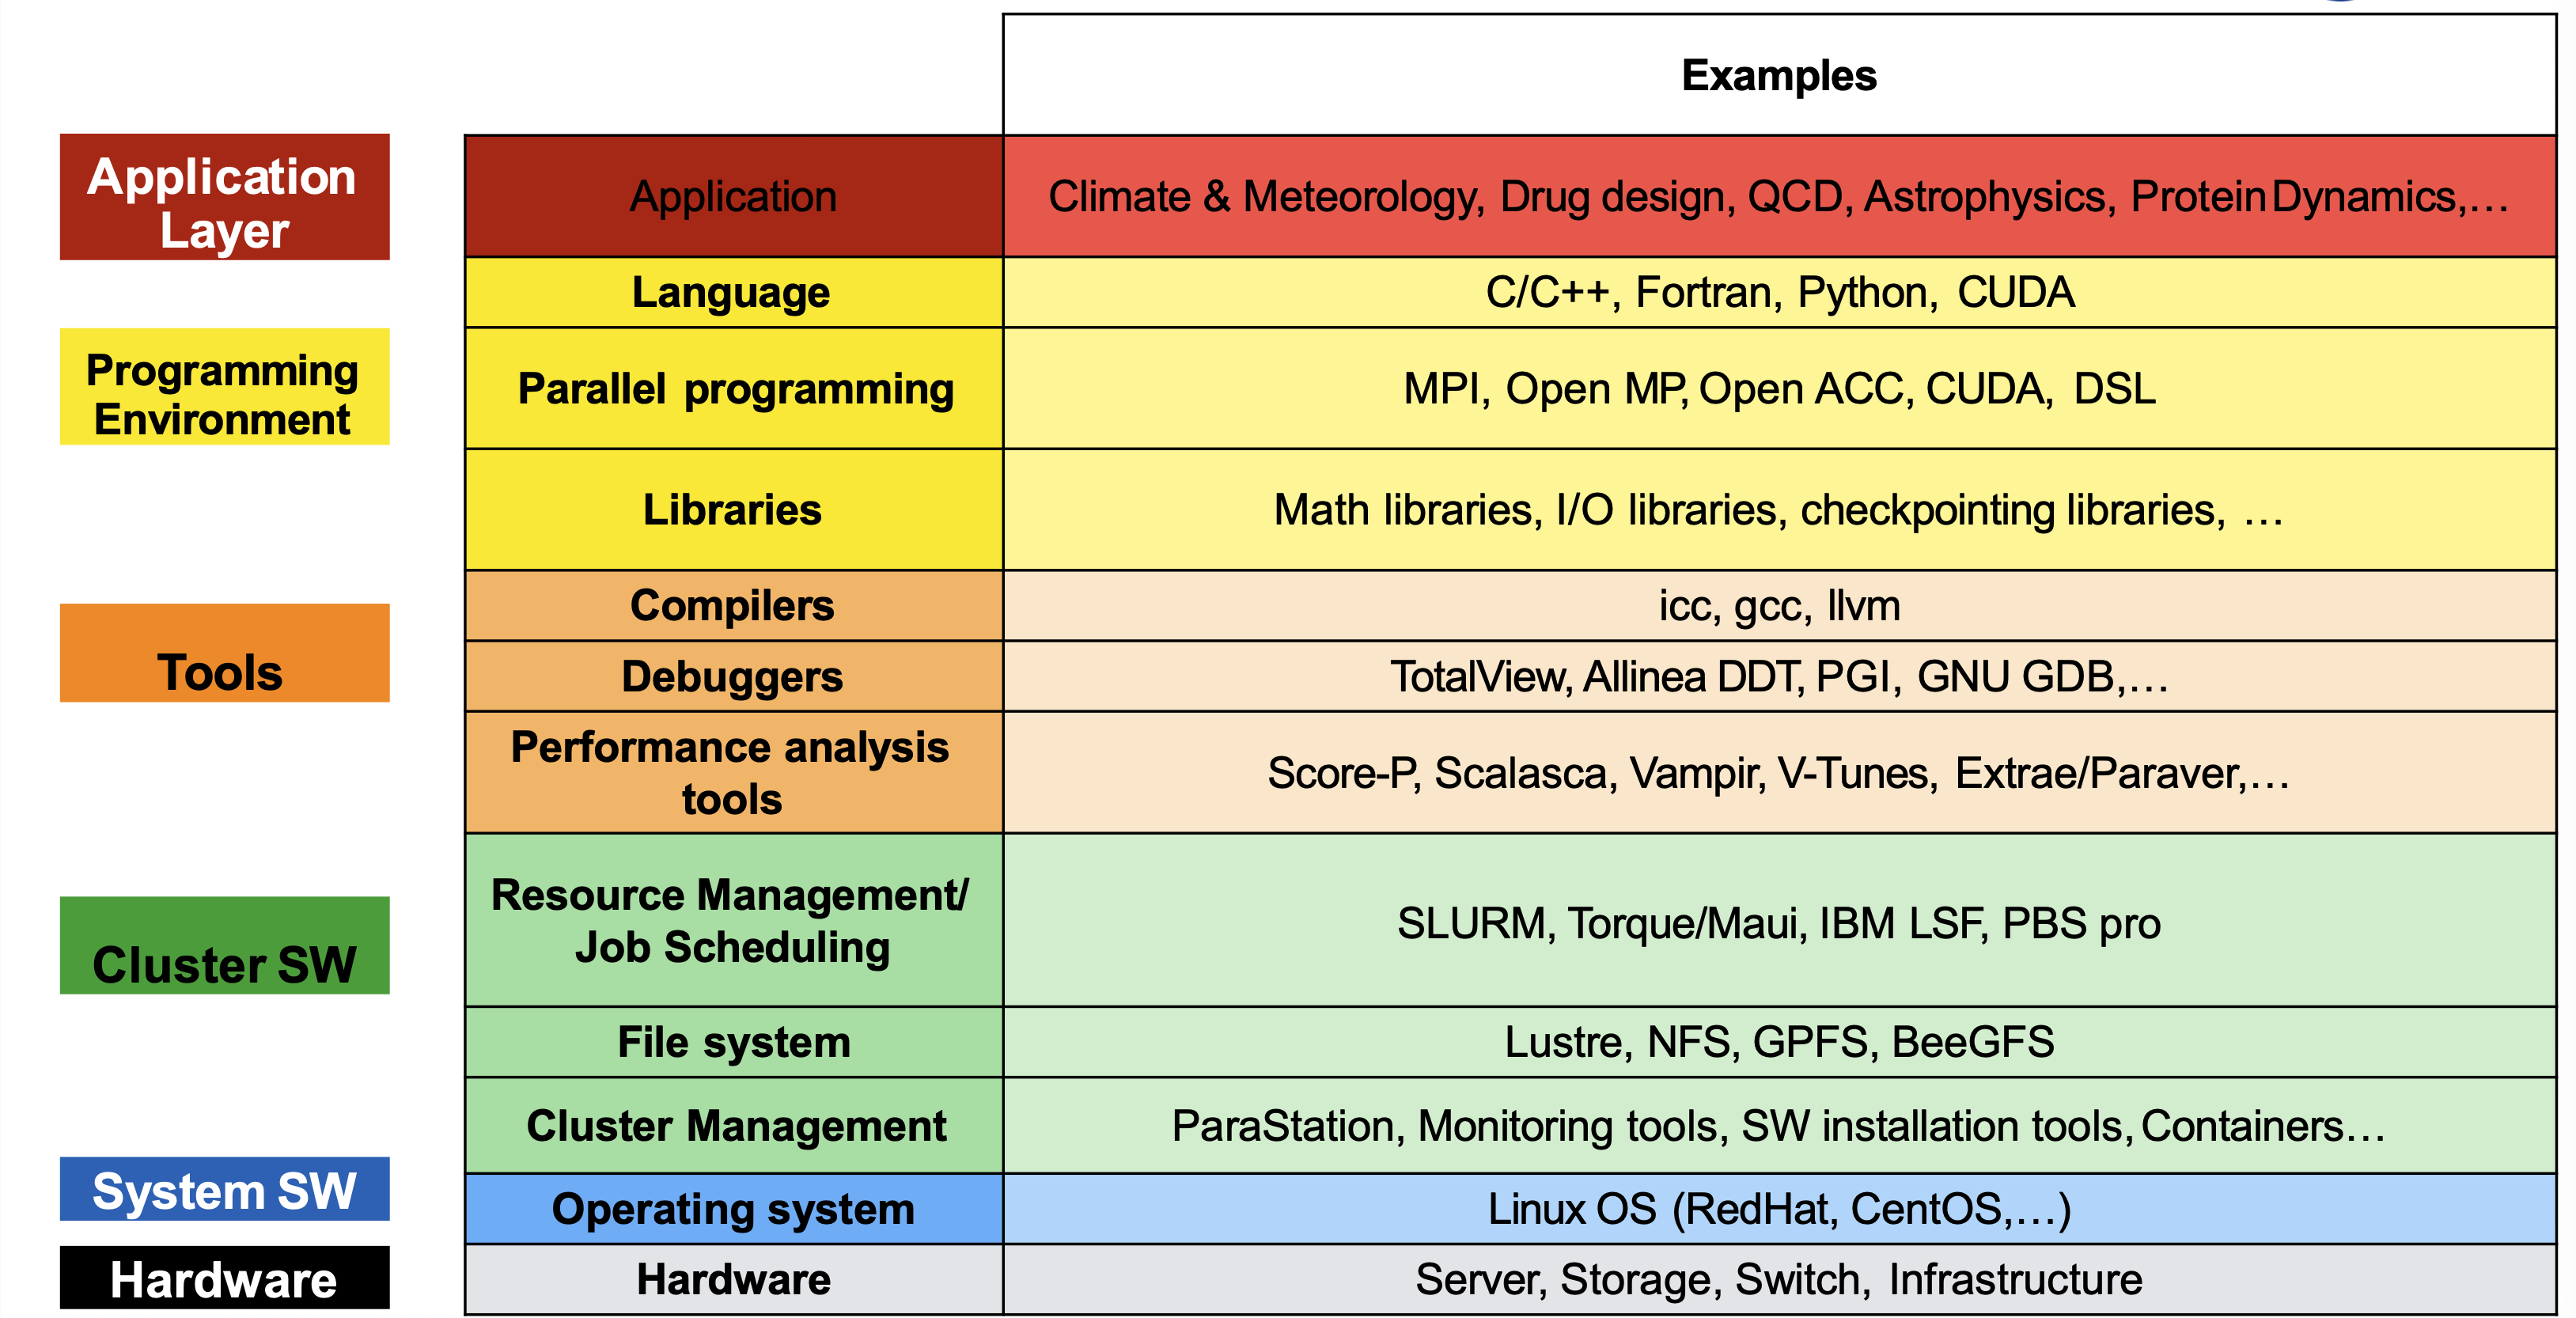 Examples
Application
Layer
Application
Climate & Meteorology, Drug design, QCD, Astrophysics, Protein Dynamics,…
Language
C/C++, Fortran, Python, CUDA
Programming
Environment
Parallel programming
MPI, Open MP, Open ACC, CUDA, DSL
Libraries
Math libraries, I/O libraries, checkpointing libraries, …
Tools
Compilers
icc, gcc, llvm
Debuggers
TotalView, Allinea DDT, PGI, GNU GDB,…
Performance analysis
tools
Score-P, Scalasca, Vampir, V-Tunes, Extrae/Paraver,…
Cluster SW
Resource Management/
Job Scheduling
SLURM, Torque/Maui, IBM LSF, PBS pro
File system
Lustre, NFS, GPFS, BeeGFS
Cluster Management
ParaStation, Monitoring tools, SW installation tools, Containers…
System SW
Operating system
Linux OS (RedHat, CentOS,…)
Hardware
Hardware
Server, Storage, Switch, Infrastructure